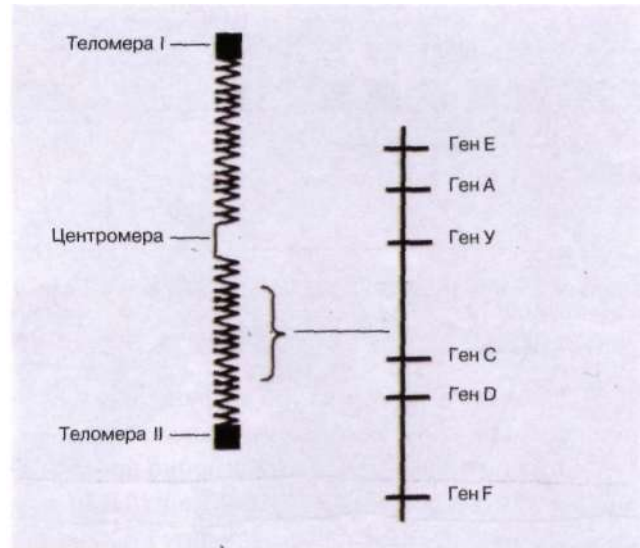 Теломера I
Центромера
Теломера II
Ген E
Ген A
Ген У
Ген C
Ген D
Ген F